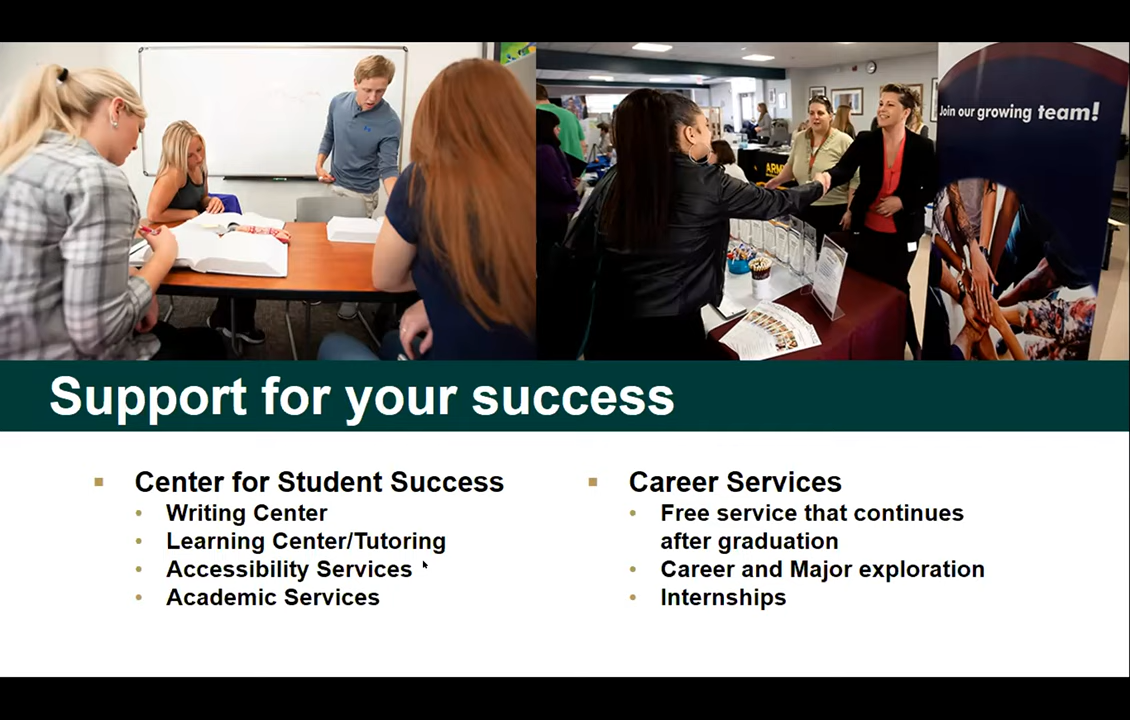 Join our growing team!
ARMY
Support for your success
Center for Student Success
Writing Center
Learning Center/Tutoring
Accessibility Services
Academic Services
Career Services
Free service that continues
after graduation
Career and Major exploration
Internships